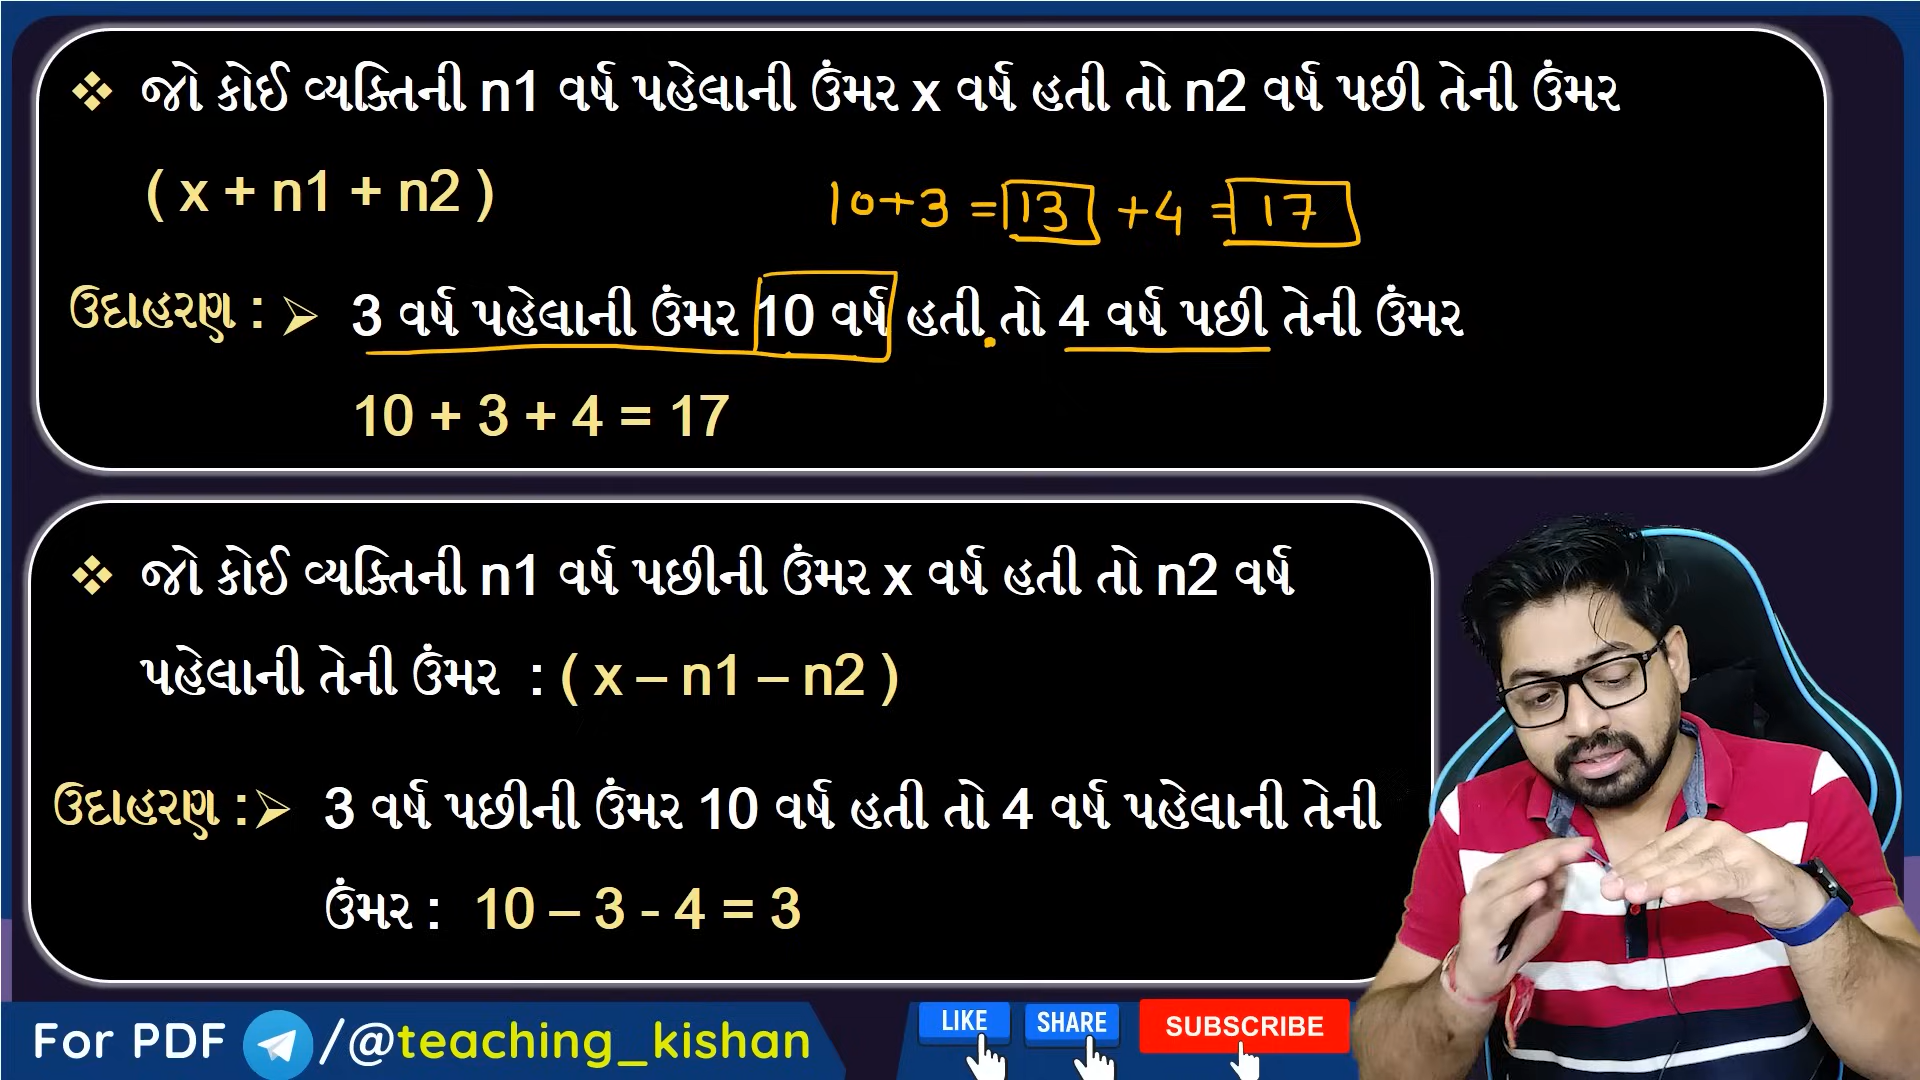 ❖ જો કોઈ વ્યક્તિની n1 વર્ષ પહેલાની ઉંમર x વર્ષ હતી તો n2 વર્ષ પછી તેની ઉંમર
( x + n1 + n2 )
10+3 = 13 +4 = 17
ઉદાહરણ : ➢ 3 વર્ષ પહેલાની ઉંમર 10 વર્ષ હતી તો 4 વર્ષ પછી તેની ઉંમર
10 + 3 + 4 = 17
❖ જો કોઈ વ્યક્તિની n1 વર્ષ પછીની ઉંમર x વર્ષ હતી તો n2 વર્ષ
પહેલાની તેની ઉંમર : ( x – n1 – n2 )
ઉદાહરણ :➢ 3 વર્ષ પછીની ઉંમર 10 વર્ષ હતી તો 4 વર્ષ પહેલાની તેની
ઉંમર : 10 – 3 - 4 = 3
For PDF /@teaching_kishan
LIKE SHARE SUBSCRIBE